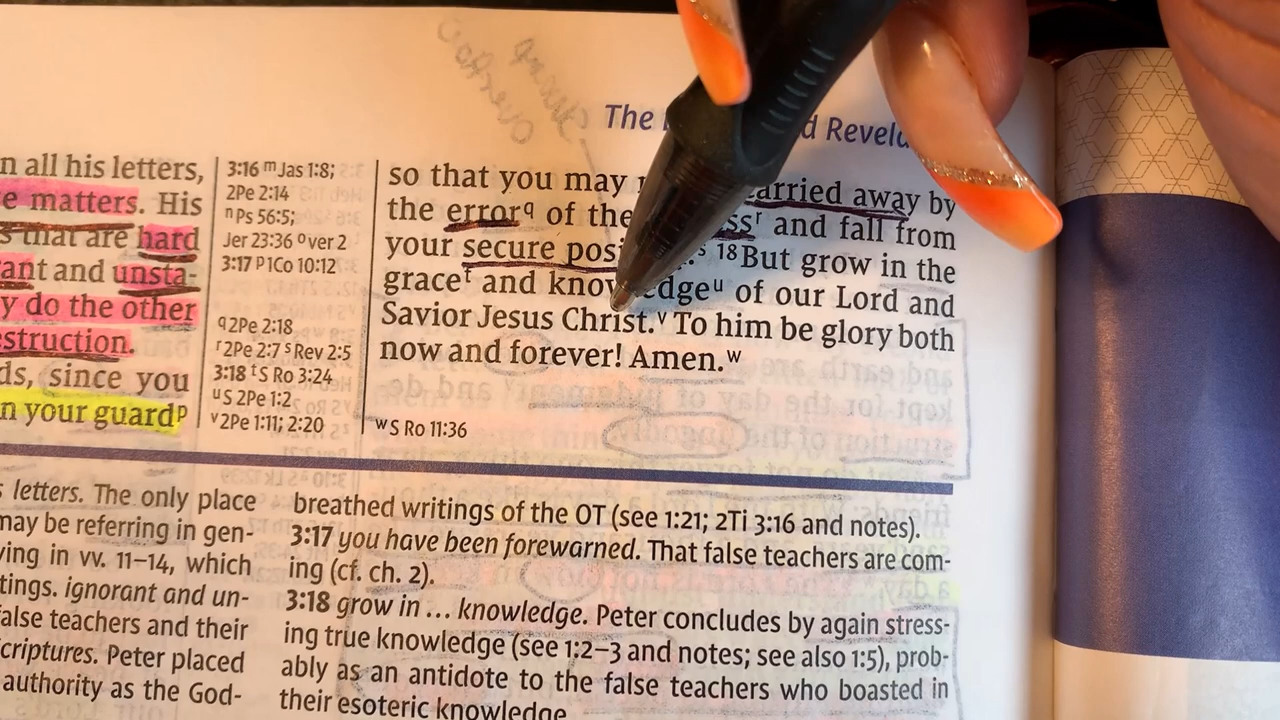 The d Revela
n all his letters,
e matters. His
s that are hard
ant and unsta-
y do the other
struction.
ds, since you
n your guardᵖ
3:16 ᵐ Jas 1:8;
2Pe 2:14
ⁿ Ps 56:5;
Jer 23:36 ᵒ ver 2
3:17 ᵖ 1Co 10:12
q 2Pe 2:18
ʳ 2Pe 2:7 ˢ Rev 2:5
3:18 ᵗ S Ro 3:24
ᵘ S 2Pe 1:2
ᵛ 2Pe 1:11; 2:20
so that you may carried away by
the errorq of the ssʳ and fall from
your secure posi .ˢ ¹⁸But grow in the
graceᵗ and knowledgeᵘ of our Lord and
Savior Jesus Christ.ᵛ To him be glory both
now and forever! Amen.ʷ
ʷ S Ro 11:36
s letters. The only place
may be referring in gen-
ving in vv. 11–14, which
tings. ignorant and un-
false teachers and their
criptures. Peter placed
authority as the God-
breathed writings of the OT (see 1:21; 2Ti 3:16 and notes).
3:17 you have been forewarned. That false teachers are com-
ing (cf. ch. 2).
3:18 grow in … knowledge. Peter concludes by again stress-
ing true knowledge (see 1:2–3 and notes; see also 1:5), prob-
ably as an antidote to the false teachers who boasted in
their esoteric knowledge